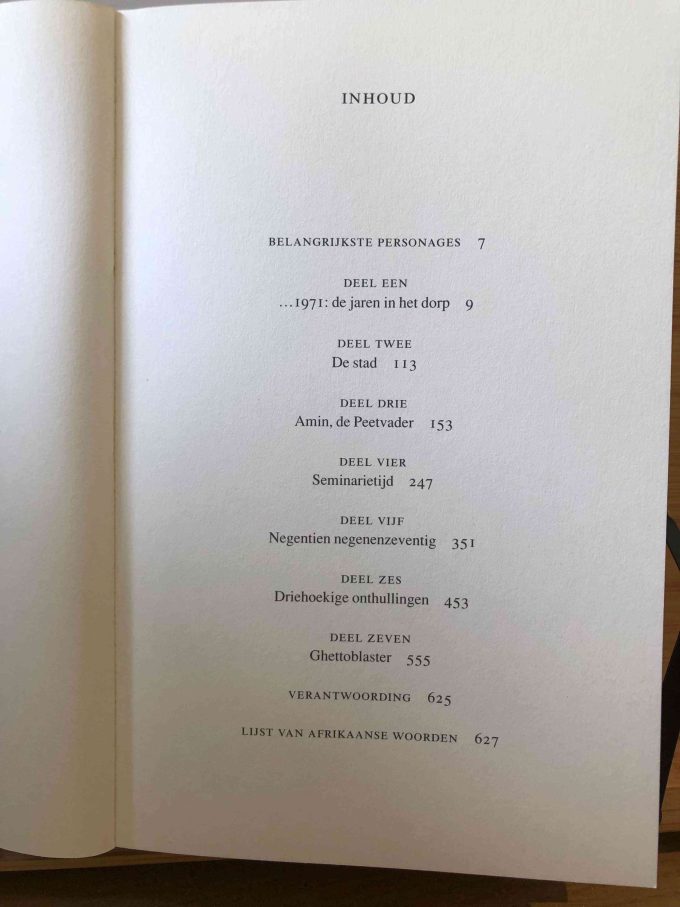 INHOUD
BELANGRIJKSTE PERSONAGES 7
DEEL EEN
...1971: de jaren in het dorp 9
DEEL TWEE
De stad 113
DEEL DRIE
Amin, de Peetvader 153
DEEL VIER
Seminarietijd 247
DEEL VIJF
Negentien negenenzeventig 351
DEEL ZES
Driehoekige onthullingen 453
DEEL ZEVEN
Ghettoblaster 555
VERANTWOORDING 625
LIJST VAN AFRIKAANSE WOORDEN 627